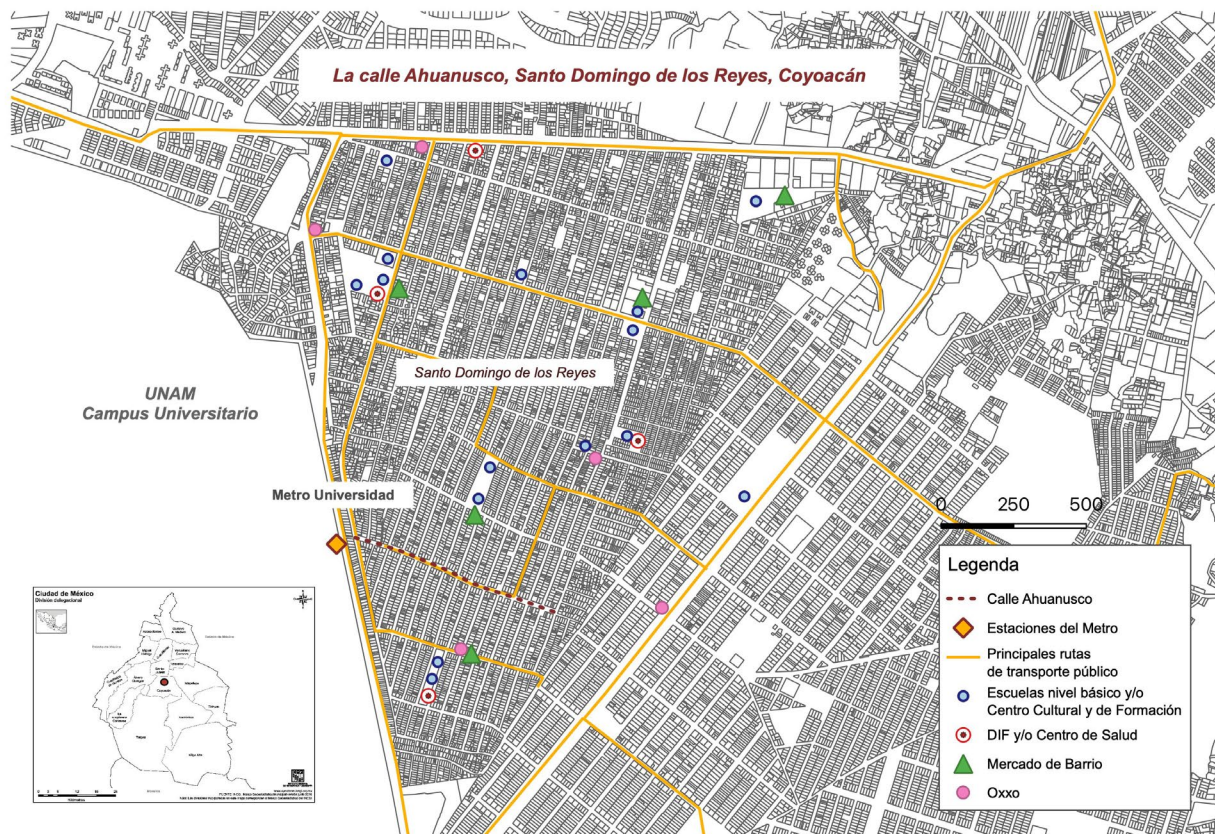 La calle Ahuanusco, Santo Domingo de los Reyes, Coyoacán
Santo Domingo de los Reyes
UNAM
Campus Universitario
Metro Universidad
0 250 500
Legenda
Calle Ahuanusco
Estaciones del Metro
Principales rutas
de transporte público
Escuelas nivel básico y/o
Centro Cultural y de Formación
DIF y/o Centro de Salud
Mercado de Barrio
Oxxo
Ciudad de México
División delegacional